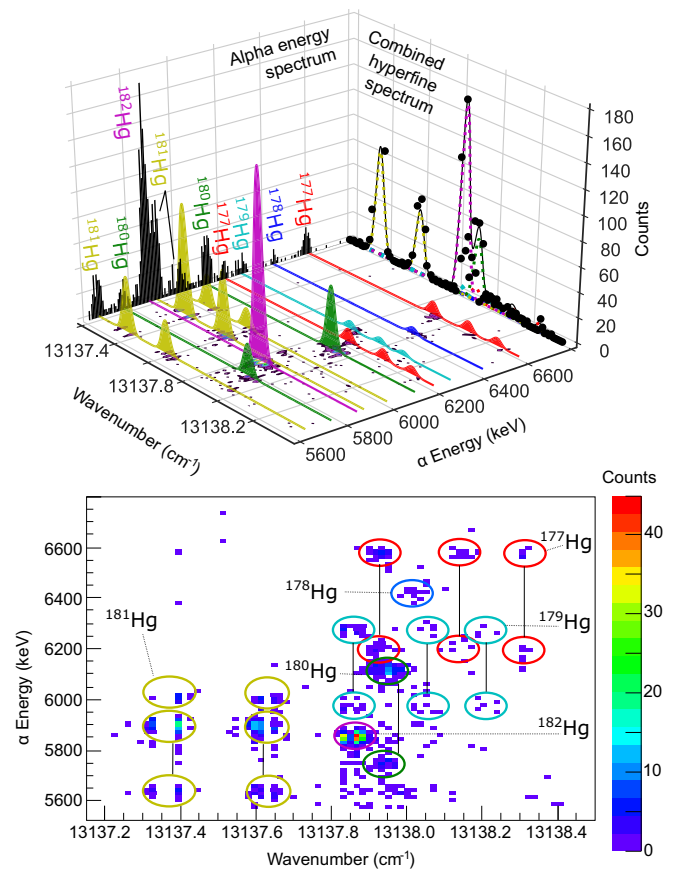 Alpha energy
spectrum
Combined
hyperfine
spectrum
¹⁸²Hg
¹⁸¹Hg
¹⁸¹Hg
¹⁸⁰Hg
¹⁸⁰Hg
¹⁷⁷Hg
¹⁷⁹Hg
¹⁷⁸Hg
¹⁷⁷Hg
180
160
140
120
100
80
60
40
20
0
Counts
13137.4
13137.8
13138.2
Wavenumber (cm⁻¹)
5600
5800
6000
6200
6400
6600
α Energy (keV)
Counts
40
30
20
10
0
6600
6400
6200
6000
5800
5600
α Energy (keV)
¹⁷⁷Hg
¹⁷⁸Hg
¹⁸¹Hg
¹⁷⁹Hg
¹⁸⁰Hg
¹⁸²Hg
13137.2
13137.4
13137.6
13137.8
13138.0
13138.2
13138.4
Wavenumber (cm⁻¹)